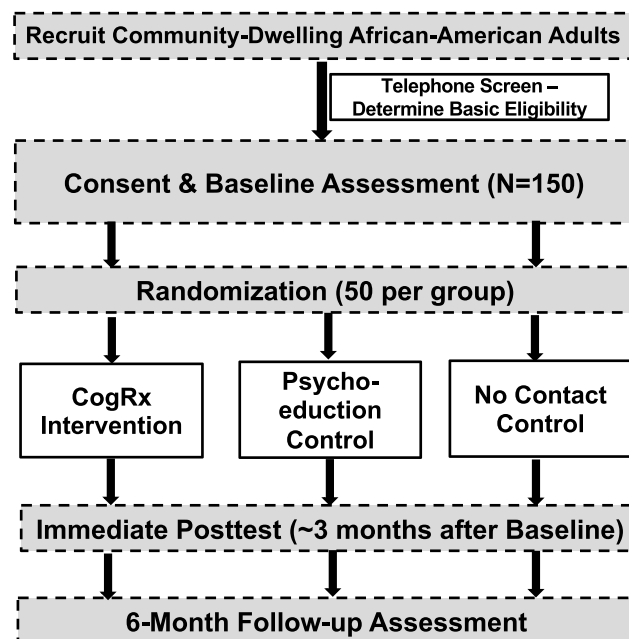 Recruit Community-Dwelling African-American Adults
Telephone Screen –
Determine Basic Eligibility
Consent & Baseline Assessment (N=150)
Randomization (50 per group)
CogRx
Intervention
Psycho-
eduction
Control
No Contact
Control
Immediate Posttest (~3 months after Baseline)
6-Month Follow-up Assessment